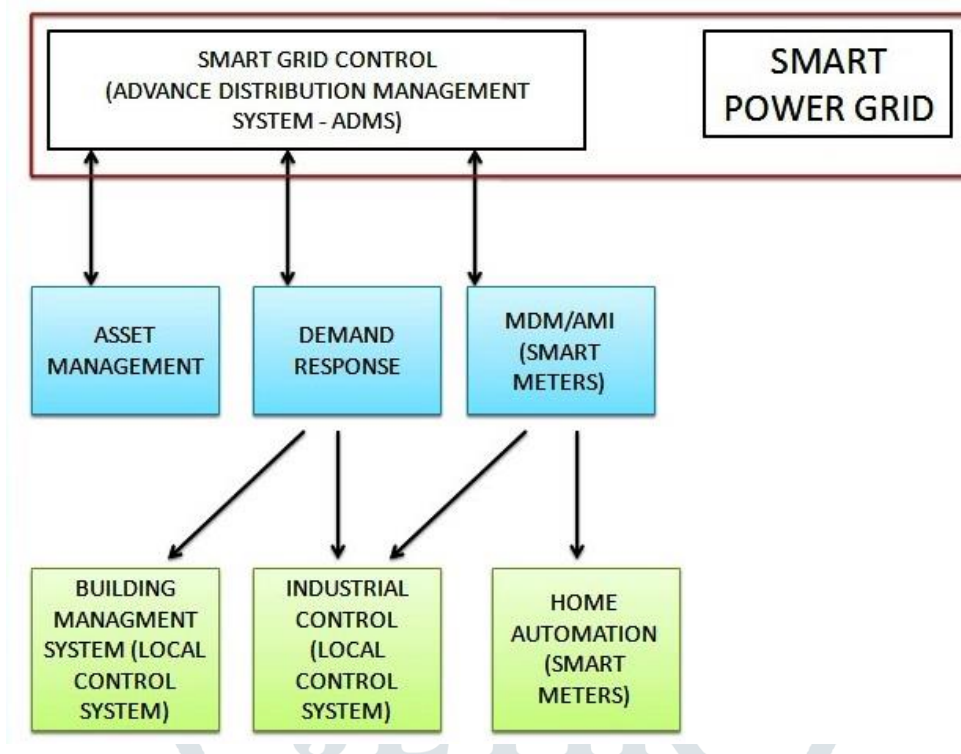 SMART GRID CONTROL
(ADVANCE DISTRIBUTION MANAGEMENT
SYSTEM - ADMS)
SMART
POWER GRID
ASSET
MANAGEMENT
DEMAND
RESPONSE
MDM/AMI
(SMART
METERS)
BUILDING
MANAGMENT
SYSTEM (LOCAL
CONTROL
SYSTEM)
INDUSTRIAL
CONTROL
(LOCAL
CONTROL
SYSTEM)
HOME
AUTOMATION
(SMART
METERS)